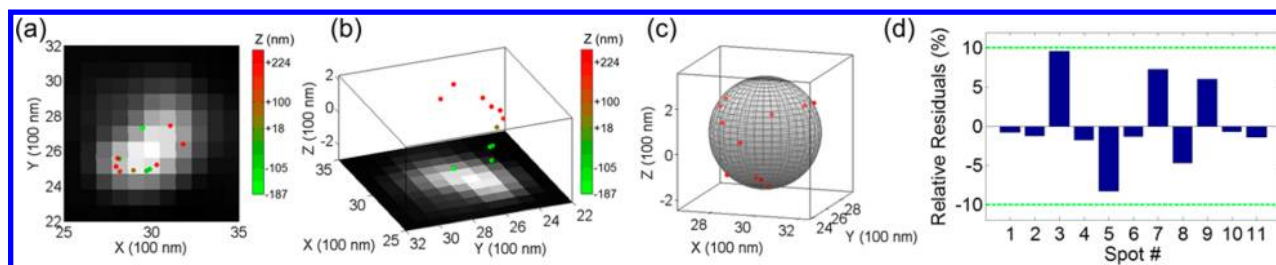 (a)
Z (nm)
32
30
28
26
24
22
Y (100 nm)
25
30
35
X (100 nm)
+224
+100
+18
-105
-187
(b)
Z (nm)
2
0
-2
Z (100 nm)
35
30
25
X (100 nm)
32
30
28
26
24
22
Y (100 nm)
+224
+100
+18
-105
-187
(c)
2
0
-2
Z (100 nm)
28
30
32
34
X (100 nm)
24
26
28
Y (100 nm)
(d)
10
5
0
-5
-10
Relative Residuals (%)
1 2 3 4 5 6 7 8 9 10 11
Spot #